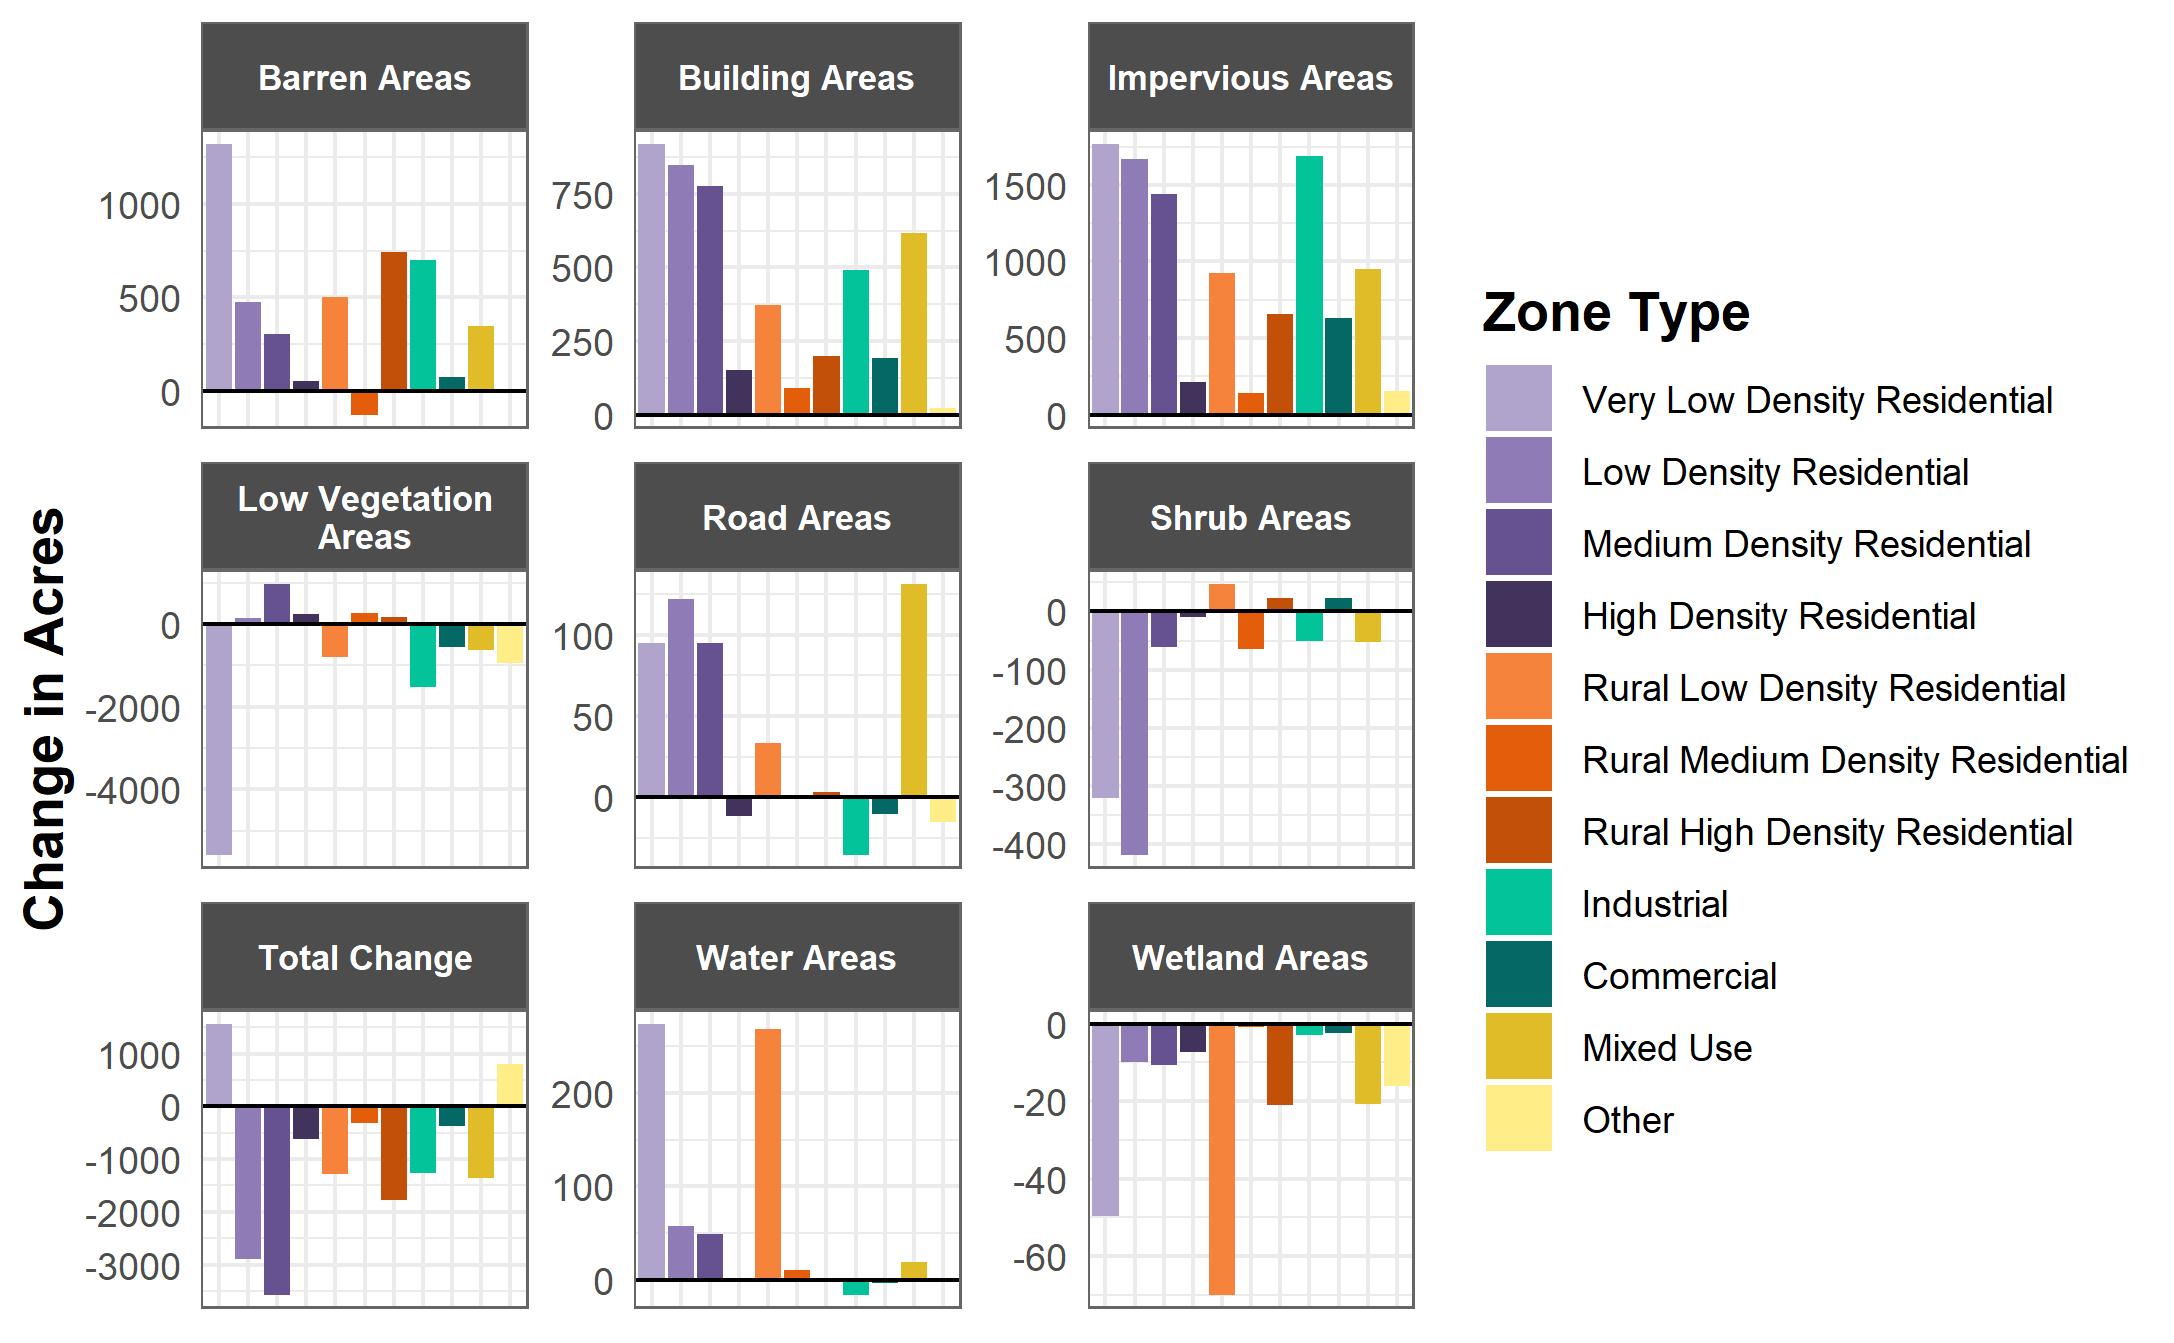 Change in Acres
Barren Areas
1000
500
0
Building Areas
750
500
250
0
Impervious Areas
1500
1000
500
0
Low Vegetation
Areas
0
-2000
-4000
Road Areas
100
50
0
Shrub Areas
0
-100
-200
-300
-400
Total Change
1000
0
-1000
-2000
-3000
Water Areas
200
100
0
Wetland Areas
0
-20
-40
-60
Zone Type
Very Low Density Residential
Low Density Residential
Medium Density Residential
High Density Residential
Rural Low Density Residential
Rural Medium Density Residential
Rural High Density Residential
Industrial
Commercial
Mixed Use
Other